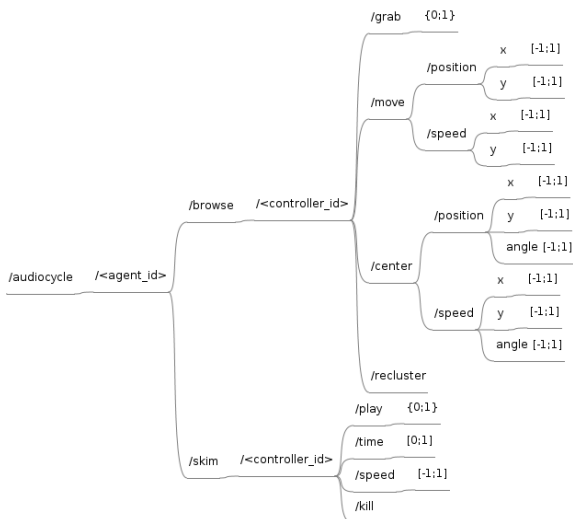 /grab {0;1}
x [-1;1]
/position
y [-1;1]
/move
x [-1;1]
/speed
y [-1;1]
x [-1;1]
/browse /<controller_id>
/position y [-1;1]
angle [-1;1]
/center
/audiocycle /<agent_id>
x [-1;1]
/speed y [-1;1]
angle [-1;1]
/recluster
/play {0;1}
/time [0;1]
/skim /<controller_id>
/speed [-1;1]
/kill